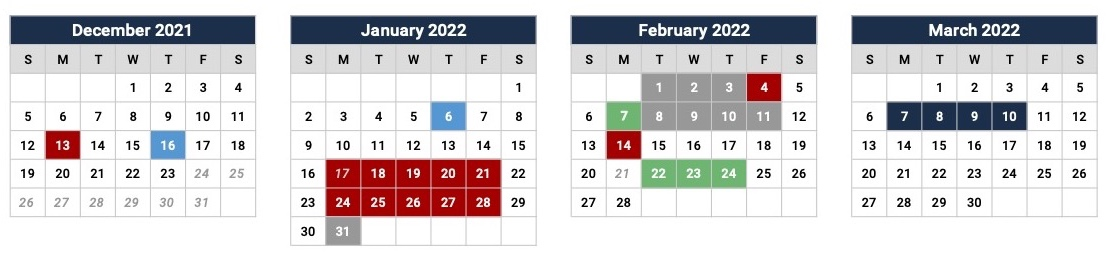 December 2021
S M T W T F S
1 2 3 4
5 6 7 8 9 10 11
12 13 14 15 16 17 18
19 20 21 22 23 24 25
26 27 28 29 30 31
January 2022
S M T W T F S
1
2 3 4 5 6 7 8
9 10 11 12 13 14 15
16 17 18 19 20 21 22
23 24 25 26 27 28 29
30 31
February 2022
S M T W T F S
1 2 3 4 5
6 7 8 9 10 11 12
13 14 15 16 17 18 19
20 21 22 23 24 25 26
27 28
March 2022
S M T W T F S
1 2 3 4 5
6 7 8 9 10 11 12
13 14 15 16 17 18 19
20 21 22 23 24 25 26
27 28 29 30